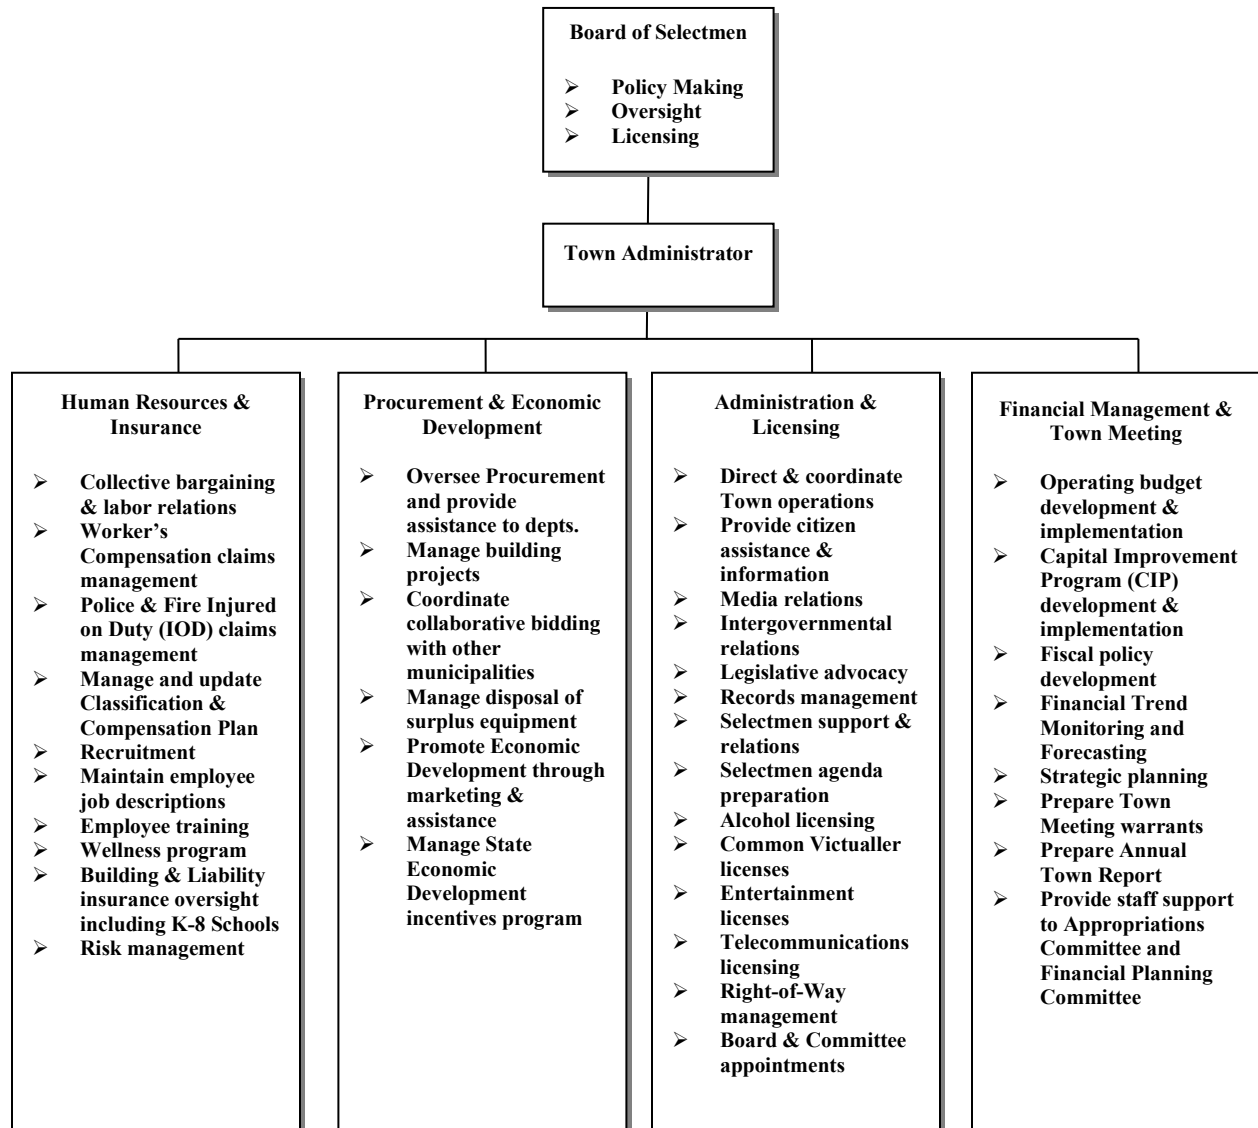 Board of Selectmen
➢ Policy Making
➢ Oversight
➢ Licensing
Town Administrator
Human Resources &
Insurance
➢ Collective bargaining
& labor relations
➢ Worker's
Compensation claims
management
➢ Police & Fire Injured
on Duty (IOD) claims
management
➢ Manage and update
Classification &
Compensation Plan
➢ Recruitment
➢ Maintain employee
job descriptions
➢ Employee training
➢ Wellness program
➢ Building & Liability
insurance oversight
including K-8 Schools
➢ Risk management
Procurement & Economic
Development
➢ Oversee Procurement
and provide
assistance to depts.
➢ Manage building
projects
➢ Coordinate
collaborative bidding
with other
municipalities
➢ Manage disposal of
surplus equipment
➢ Promote Economic
Development through
marketing &
assistance
➢ Manage State
Economic
Development
incentives program
Administration &
Licensing
➢ Direct & coordinate
Town operations
➢ Provide citizen
assistance &
information
➢ Media relations
➢ Intergovernmental
relations
➢ Legislative advocacy
➢ Records management
➢ Selectmen support &
relations
➢ Selectmen agenda
preparation
➢ Alcohol licensing
➢ Common Victualler
licenses
➢ Entertainment
licenses
➢ Telecommunications
licensing
➢ Right-of-Way
management
➢ Board & Committee
appointments
Financial Management &
Town Meeting
➢ Operating budget
development &
implementation
➢ Capital Improvement
Program (CIP)
development &
implementation
➢ Fiscal policy
development
➢ Financial Trend
Monitoring and
Forecasting
➢ Strategic planning
➢ Prepare Town
Meeting warrants
➢ Prepare Annual
Town Report
➢ Provide staff support
to Appropriations
Committee and
Financial Planning
Committee